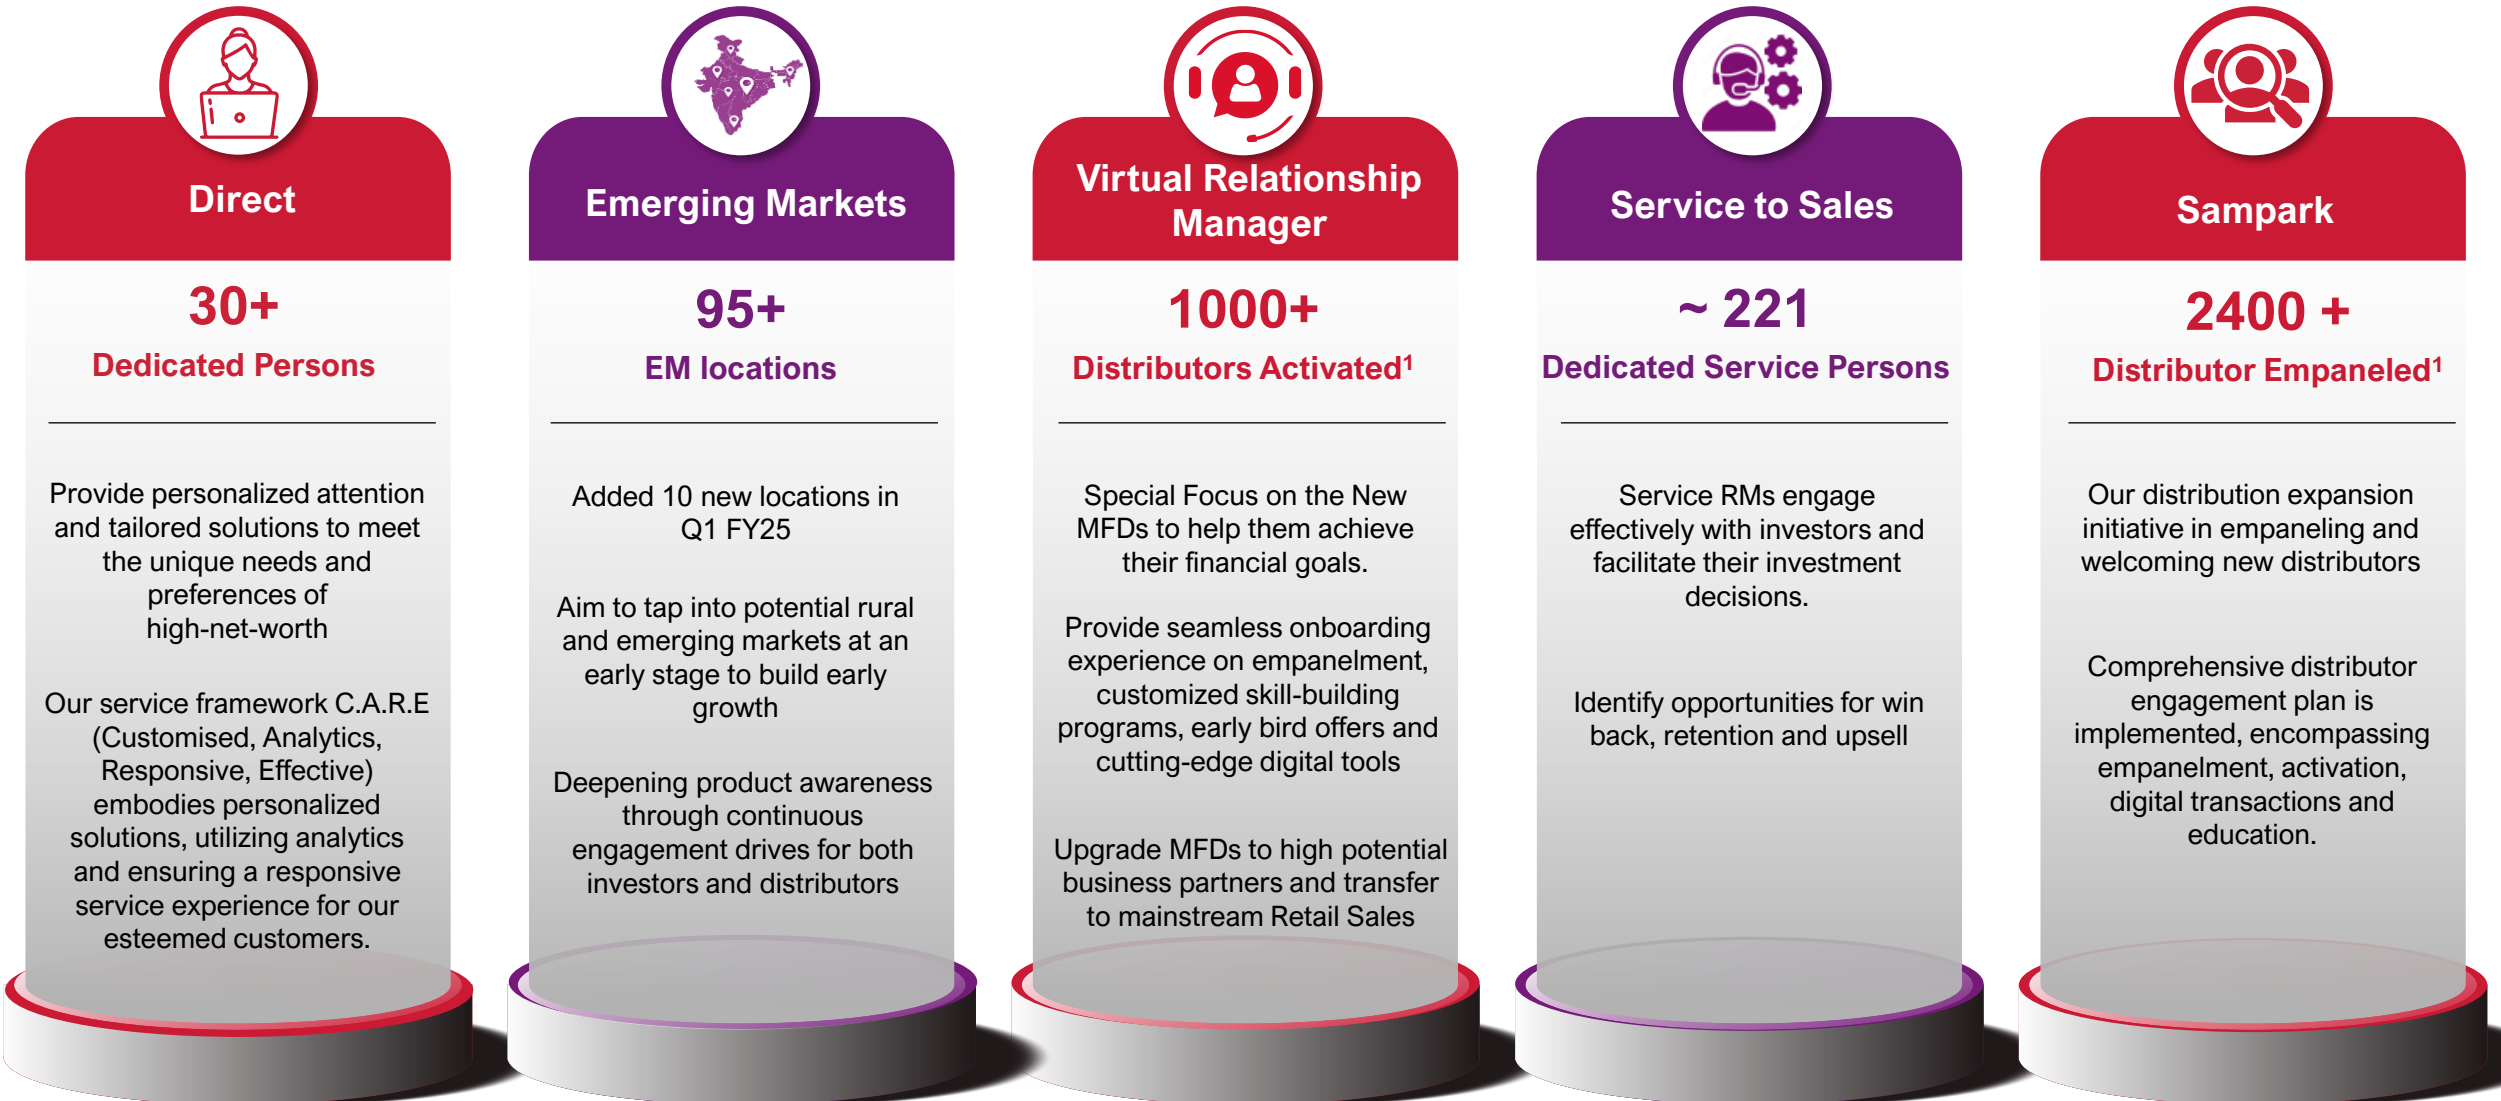 Direct
30+
Dedicated Persons
Provide personalized attention
and tailored solutions to meet
the unique needs and
preferences of
high-net-worth
Our service framework C.A.R.E
(Customised, Analytics,
Responsive, Effective)
embodies personalized
solutions, utilizing analytics
and ensuring a responsive
service experience for our
esteemed customers.
Emerging Markets
95+
EM locations
Added 10 new locations in
Q1 FY25
Aim to tap into potential rural
and emerging markets at an
early stage to build early
growth
Deepening product awareness
through continuous
engagement drives for both
investors and distributors
Virtual Relationship
Manager
1000+
Distributors Activated¹
Special Focus on the New
MFDs to help them achieve
their financial goals.
Provide seamless onboarding
experience on empanelment,
customized skill-building
programs, early bird offers and
cutting-edge digital tools
Upgrade MFDs to high potential
business partners and transfer
to mainstream Retail Sales
Service to Sales
~ 221
Dedicated Service Persons
Service RMs engage
effectively with investors and
facilitate their investment
decisions.
Identify opportunities for win
back, retention and upsell
Sampark
2400 +
Distributor Empaneled¹
Our distribution expansion
initiative in empaneling and
welcoming new distributors
Comprehensive distributor
engagement plan is
implemented, encompassing
empanelment, activation,
digital transactions and
education.